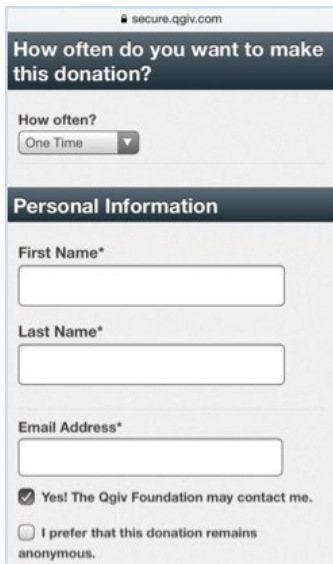 secure.qgiv.com
How often do you want to make
this donation?
How often?
One Time
Personal Information
First Name*
Last Name*
Email Address*
Yes! The Qgiv Foundation may contact me.
I prefer that this donation remains
anonymous.